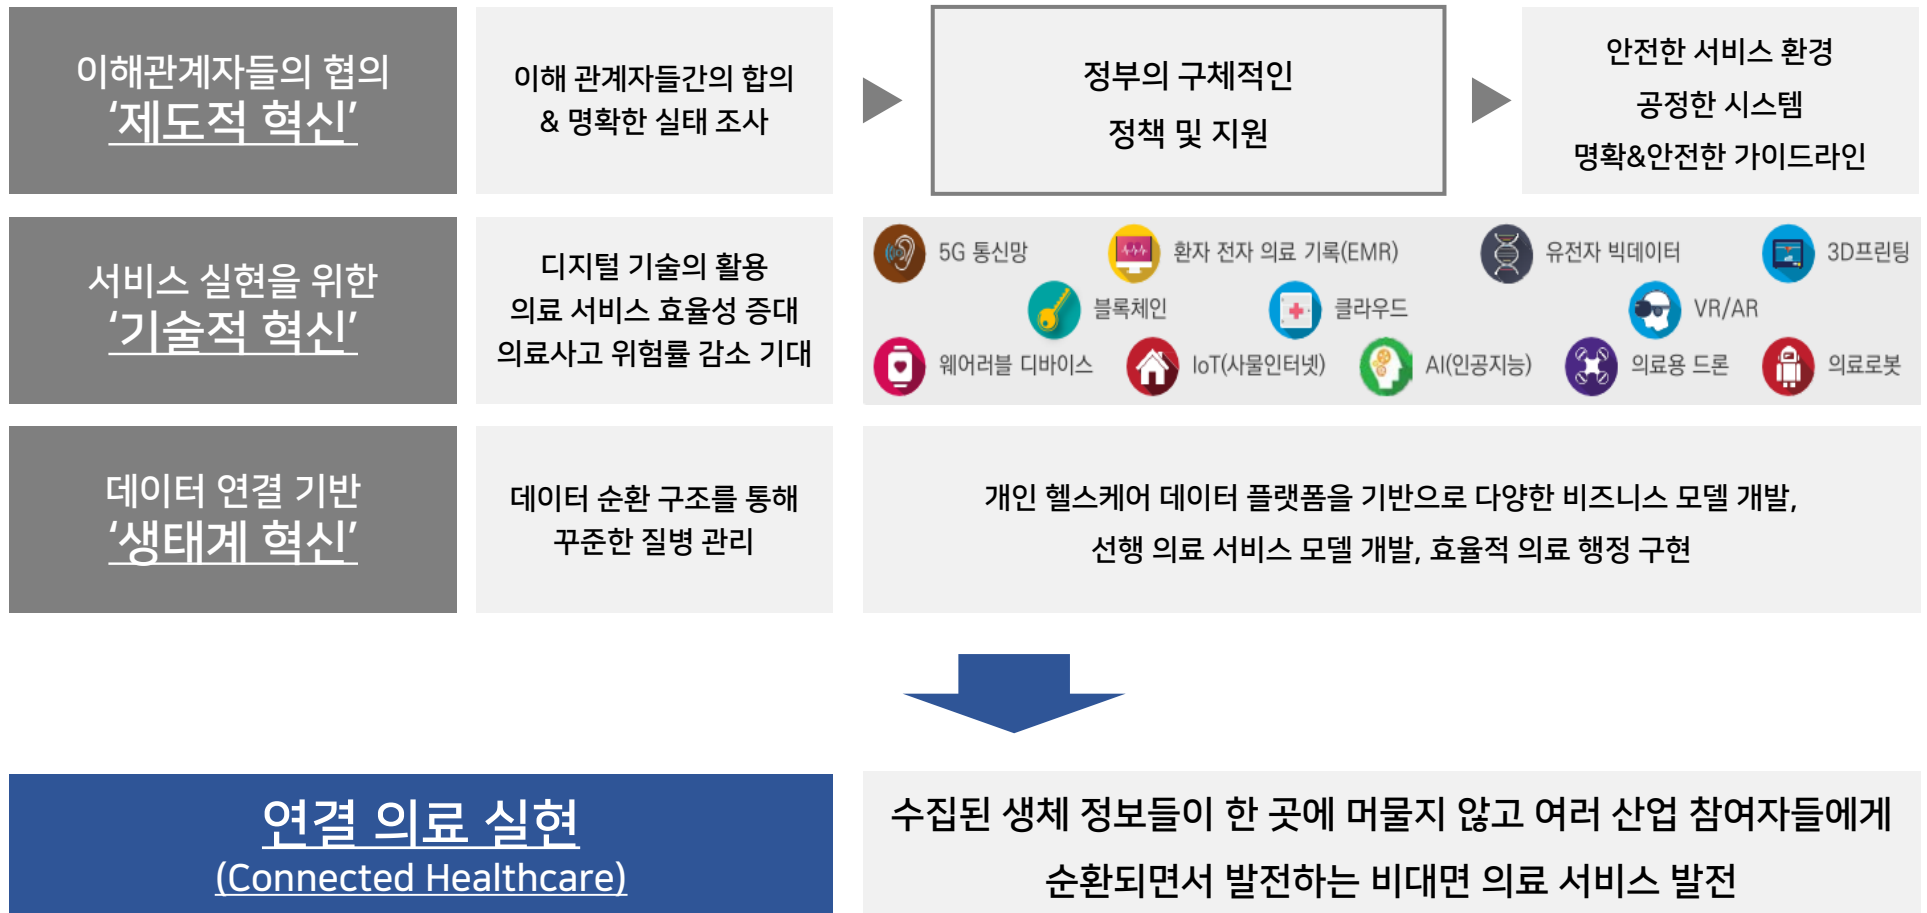 이해관계자들의 협의
‘제도적 혁신’
이해 관계자들간의 합의
& 명확한 실태 조사
정부의 구체적인
정책 및 지원
안전한 서비스 환경
공정한 시스템
명확&안전한 가이드라인
서비스 실현을 위한
‘기술적 혁신’
디지털 기술의 활용
의료 서비스 효율성 증대
의료사고 위험률 감소 기대
5G 통신망 환자 전자 의료 기록(EMR) 유전자 빅데이터 3D프린팅
블록체인 클라우드 VR/AR
웨어러블 디바이스 IoT(사물인터넷) AI(인공지능) 의료용 드론 의료로봇
데이터 연결 기반
‘생태계 혁신’
데이터 순환 구조를 통해
꾸준한 질병 관리
개인 헬스케어 데이터 플랫폼을 기반으로 다양한 비즈니스 모델 개발,
선행 의료 서비스 모델 개발, 효율적 의료 행정 구현
연결 의료 실현
(Connected Healthcare)
수집된 생체 정보들이 한 곳에 머물지 않고 여러 산업 참여자들에게
순환되면서 발전하는 비대면 의료 서비스 발전